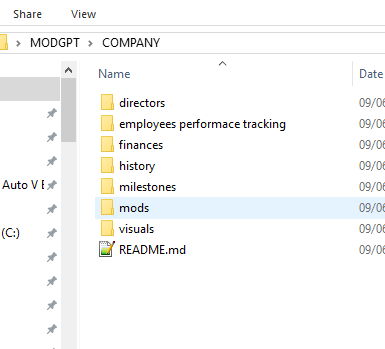 Share View
MODGPT > COMPANY
Name Date
directors 09/06
employees performace tracking 09/06
finances 09/06
history 09/06
Auto V milestones 09/06
(C:) mods 09/06
visuals 09/06
README.md 09/06